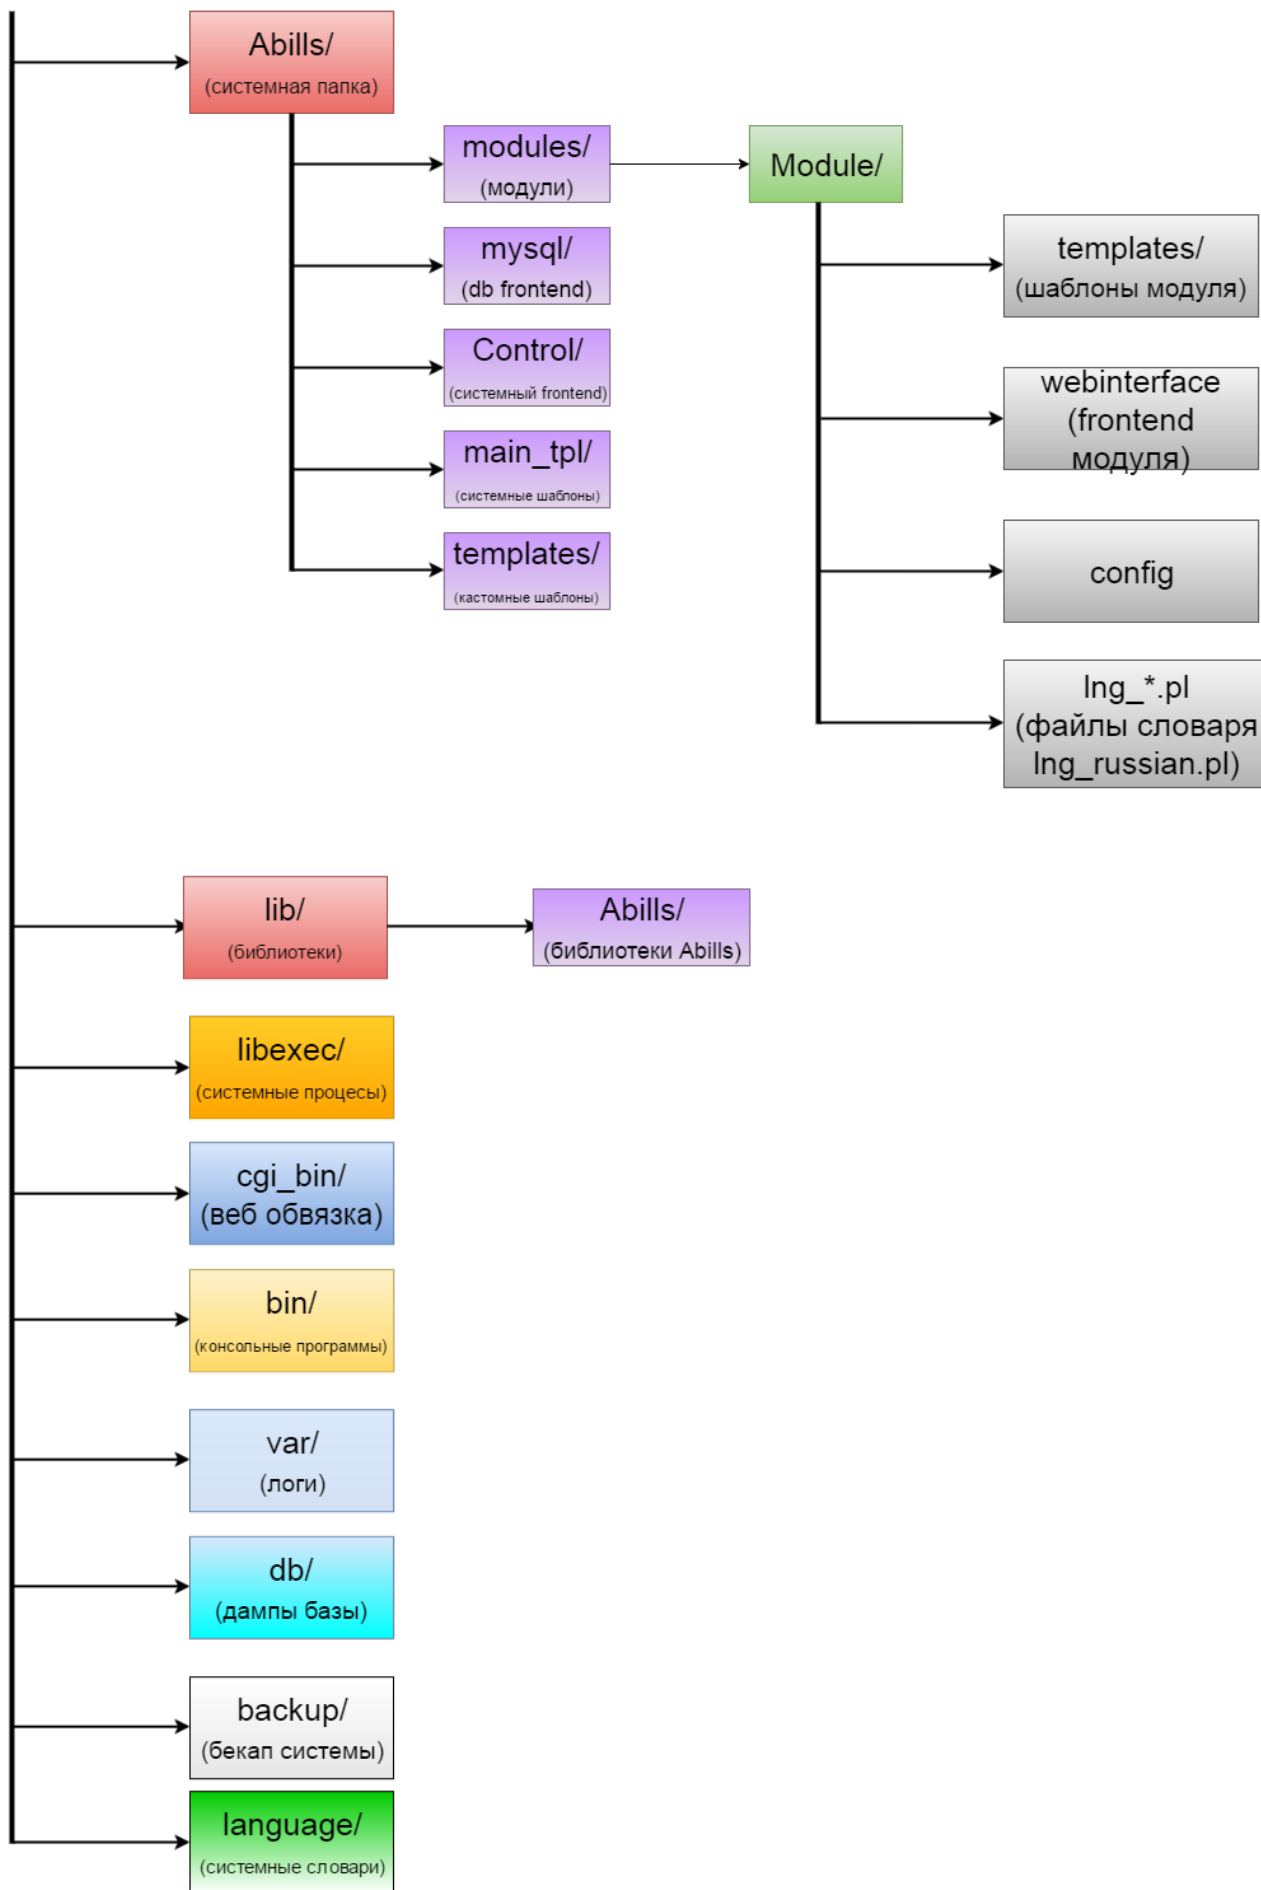 Abills/
(системная папка)
modules/
(модули)
Module/
mysql/
(db frontend)
Control/
(системный frontend)
main_tpl/
(системные шаблоны)
templates/
(кастомные шаблоны)
templates/
(шаблоны модуля)
webinterface
(frontend
модуля)
config
lng_*.pl
(файлы словаря
lng_russian.pl)
lib/
(библиотеки)
Abills/
(библиотеки Abills)
libexec/
(системные процесы)
cgi_bin/
(веб обвязка)
bin/
(консольные программы)
var/
(логи)
db/
(дампы базы)
backup/
(бекап системы)
language/
(системные словари)